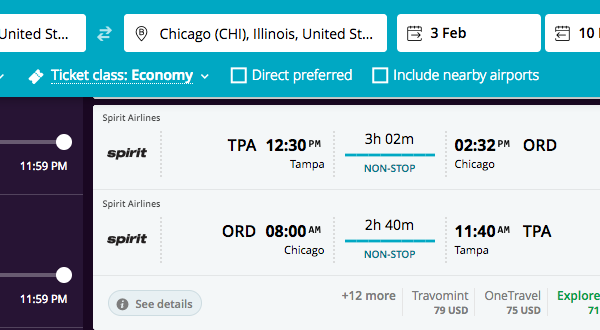 United St...
Chicago (CHI), Illinois, United St...
3 Feb
10
Ticket class: Economy
Direct preferred
Include nearby airports
Spirit Airlines
spirit
TPA 12:30 PM
Tampa
3h 02m
NON-STOP
02:32 PM ORD
Chicago
11:59 PM
Spirit Airlines
spirit
ORD 08:00 AM
Chicago
2h 40m
NON-STOP
11:40 AM TPA
Tampa
11:59 PM
See details
+12 more
Travomint
79 USD
OneTravel
75 USD
Explore
71